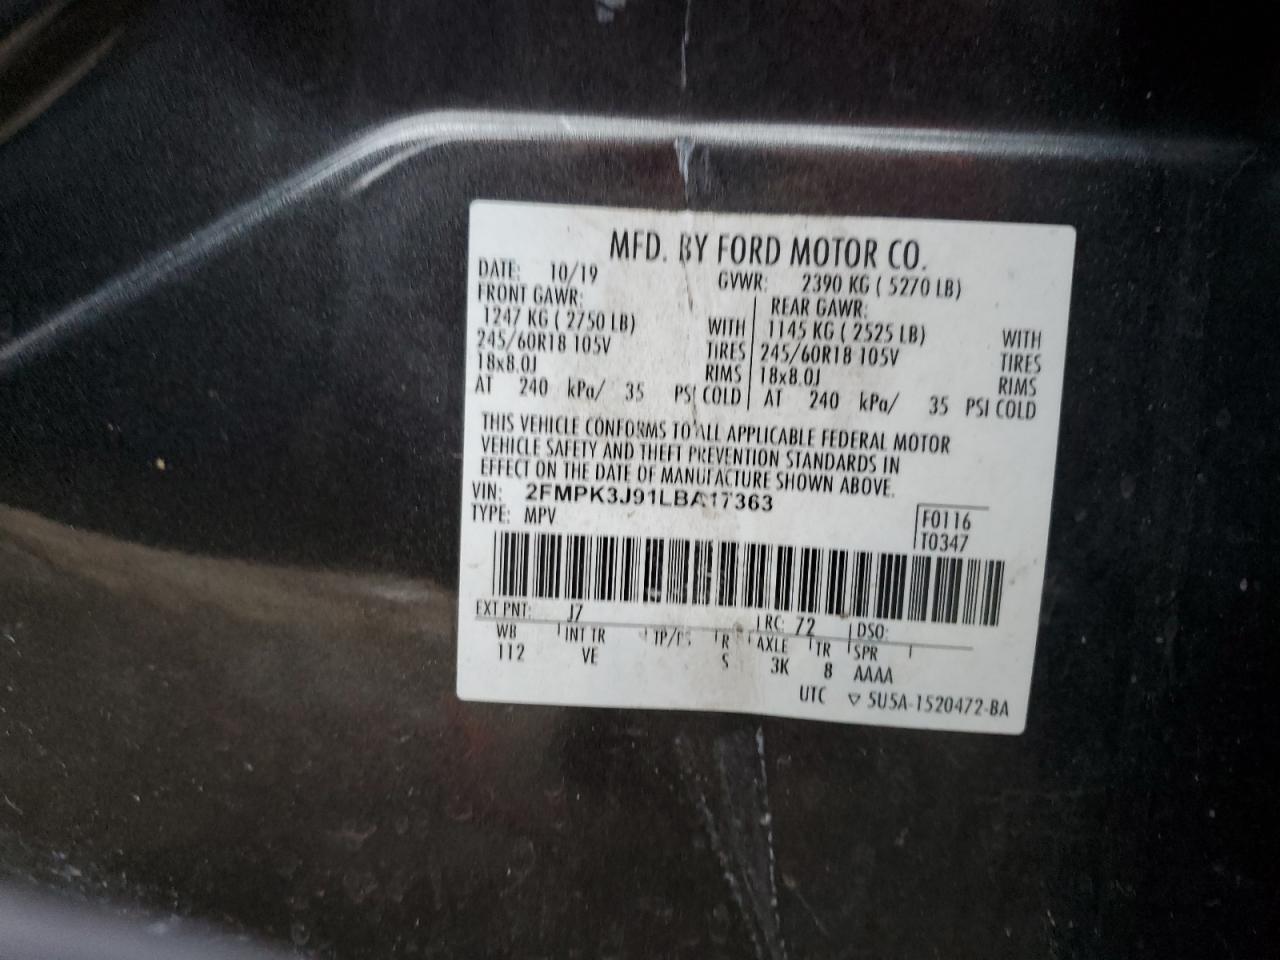 MFD. BY FORD MOTOR CO.
DATE: 10/19 GVWR: 2390 KG ( 5270 LB)
FRONT GAWR: REAR GAWR:
1247 KG ( 2750 LB) WITH 1145 KG ( 2525 LB) WITH
245/60R18 105V TIRES 245/60R18 105V TIRES
18x8.0J RIMS 18x8.0J RIMS
AT 240 kPa/ 35 PSI COLD AT 240 kPa/ 35 PSI COLD
THIS VEHICLE CONFORMS TO ALL APPLICABLE FEDERAL MOTOR
VEHICLE SAFETY AND THEFT PREVENTION STANDARDS IN
EFFECT ON THE DATE OF MANUFACTURE SHOWN ABOVE.
VIN: 2FMPK3J91LBA17363
TYPE: MPV
F0116
T0347
EXT PNT: J7 RC: 72 DSO:
WB INT TR TP/PS R AXLE TR SPR
112 VE S 3K 8 AAAA
UTC ▽ 5U5A-1520472-BA